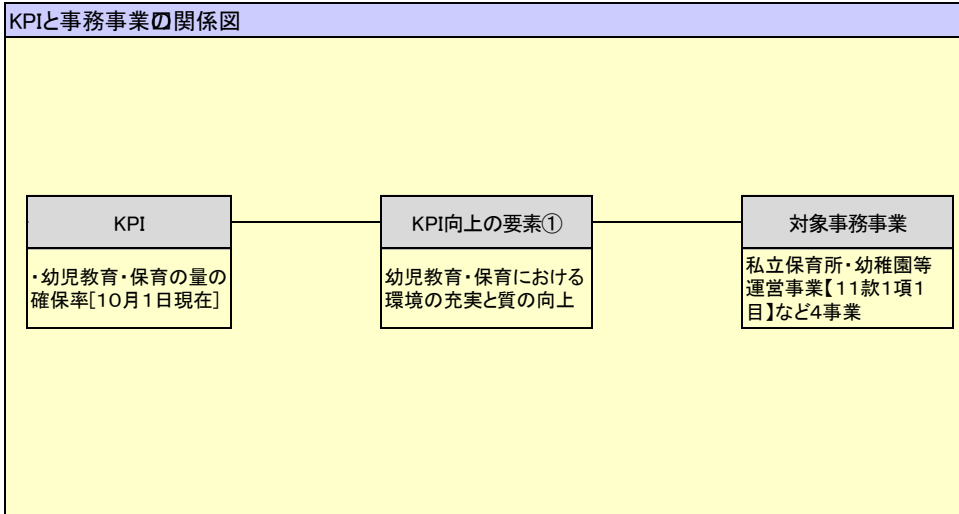 KPIと事務事業の関係図
KPI
・幼児教育・保育の量の
確保率[10月1日現在]
KPI向上の要素①
幼児教育・保育における
環境の充実と質の向上
対象事務事業
私立保育所・幼稚園等
運営事業【11款1項1
目】など4事業